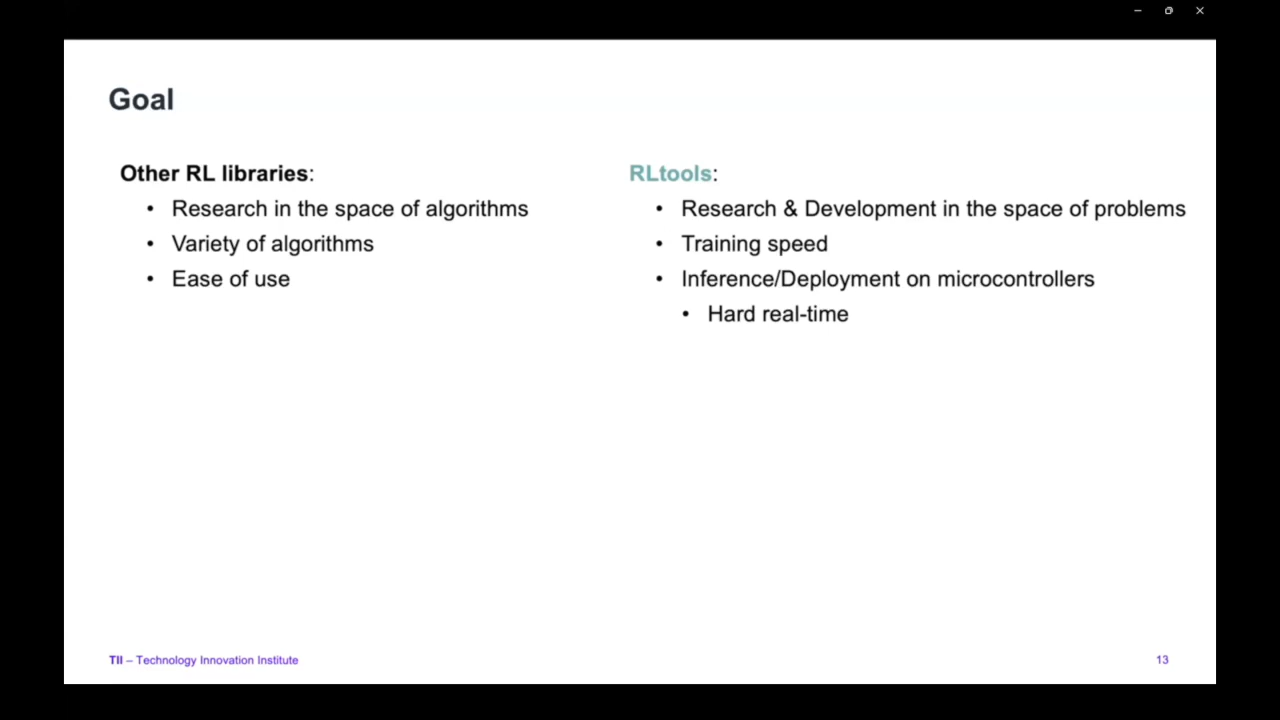 Goal
Other RL libraries:
• Research in the space of algorithms
• Variety of algorithms
• Ease of use
RLtools:
• Research & Development in the space of problems
• Training speed
• Inference/Deployment on microcontrollers
• Hard real-time
TII – Technology Innovation Institute
13